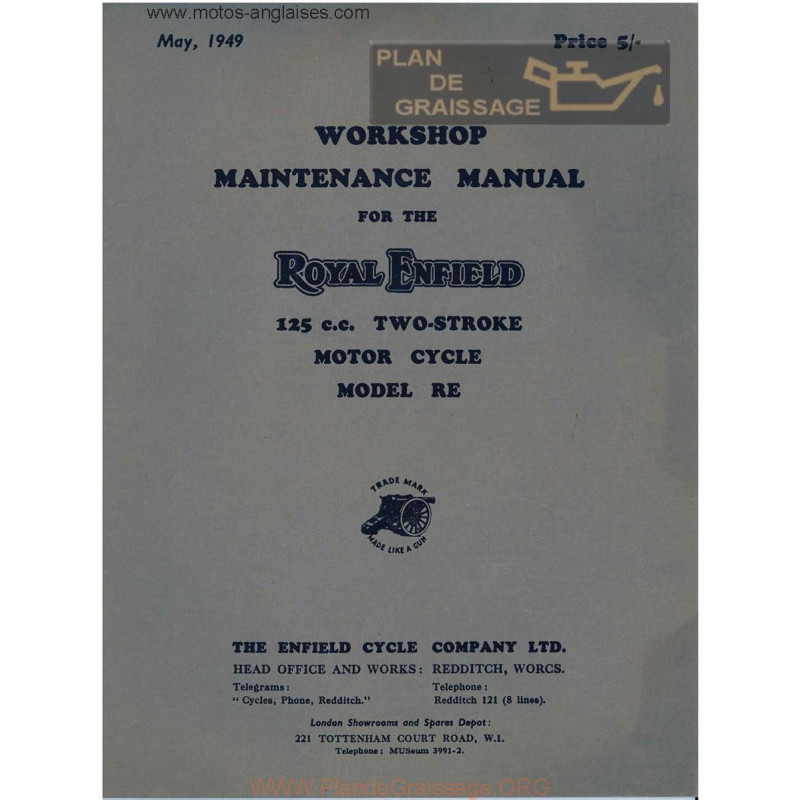 www.motos-anglaises.com
May, 1949
Price 5/-
PLAN
DE
GRAISSAGE
WORKSHOP
MAINTENANCE MANUAL
FOR THE
ROYAL ENFIELD
125 c.c. TWO-STROKE
MOTOR CYCLE
MODEL RE
TRADE MARK
MADE LIKE A GUN
THE ENFIELD CYCLE COMPANY LTD.
HEAD OFFICE AND WORKS: REDDITCH, WORCS.
Telegrams: Telephone:
"Cycles, Phone, Redditch." Redditch 121 (8 lines).
London Showrooms and Spares Depot:
221 TOTTENHAM COURT ROAD, W.1.
Telephone: MUSeum 3991-2.
WWW.PlandeGraissage.ORG